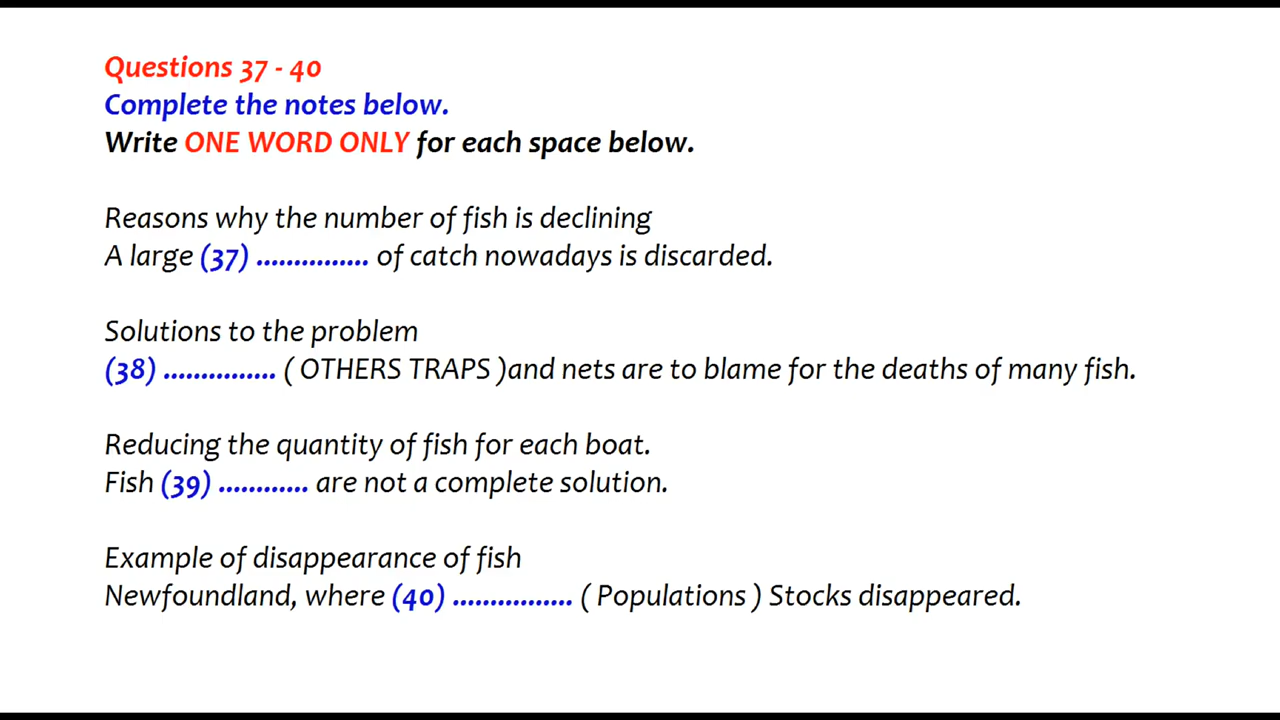 Questions 37 - 40
Complete the notes below.
Write ONE WORD ONLY for each space below.
Reasons why the number of fish is declining
A large (37) ............... of catch nowadays is discarded.
Solutions to the problem
(38) ............... ( OTHERS TRAPS )and nets are to blame for the deaths of many fish.
Reducing the quantity of fish for each boat.
Fish (39) ............ are not a complete solution.
Example of disappearance of fish
Newfoundland, where (40) ................ ( Populations ) Stocks disappeared.